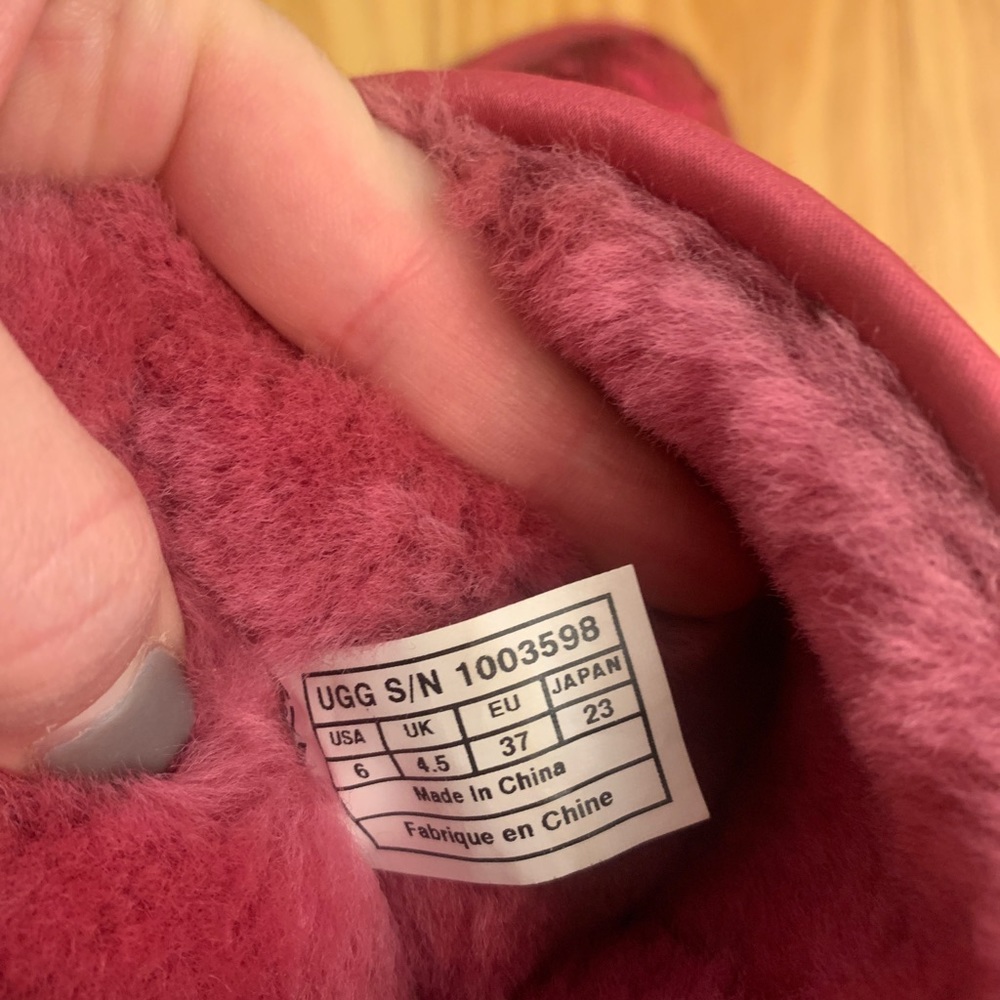 UGG S/N 1003598
USA UK EU JAPAN
6 4.5 37 23
Made In China
Fabrique en Chine